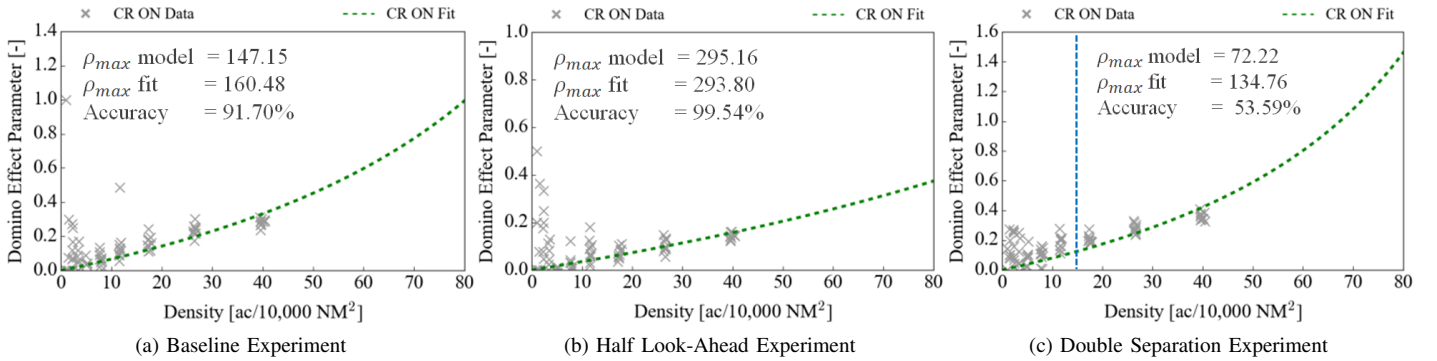 CR ON Data CR ON Fit
Domino Effect Parameter [-]
1.4
1.2
1.0
0.8
0.6
0.4
0.2
0.0
ρmax model = 147.15
ρmax fit = 160.48
Accuracy = 91.70%
0 10 20 30 40 50 60 70 80
Density [ac/10,000 NM²]
(a) Baseline Experiment
CR ON Data CR ON Fit
Domino Effect Parameter [-]
1.0
0.8
0.6
0.4
0.2
0.0
ρmax model = 295.16
ρmax fit = 293.80
Accuracy = 99.54%
0 10 20 30 40 50 60 70 80
Density [ac/10,000 NM²]
(b) Half Look-Ahead Experiment
CR ON Data CR ON Fit
Domino Effect Parameter [-]
1.6
1.4
1.2
1.0
0.8
0.6
0.4
0.2
0.0
ρmax model = 72.22
ρmax fit = 134.76
Accuracy = 53.59%
0 10 20 30 40 50 60 70 80
Density [ac/10,000 NM²]
(c) Double Separation Experiment